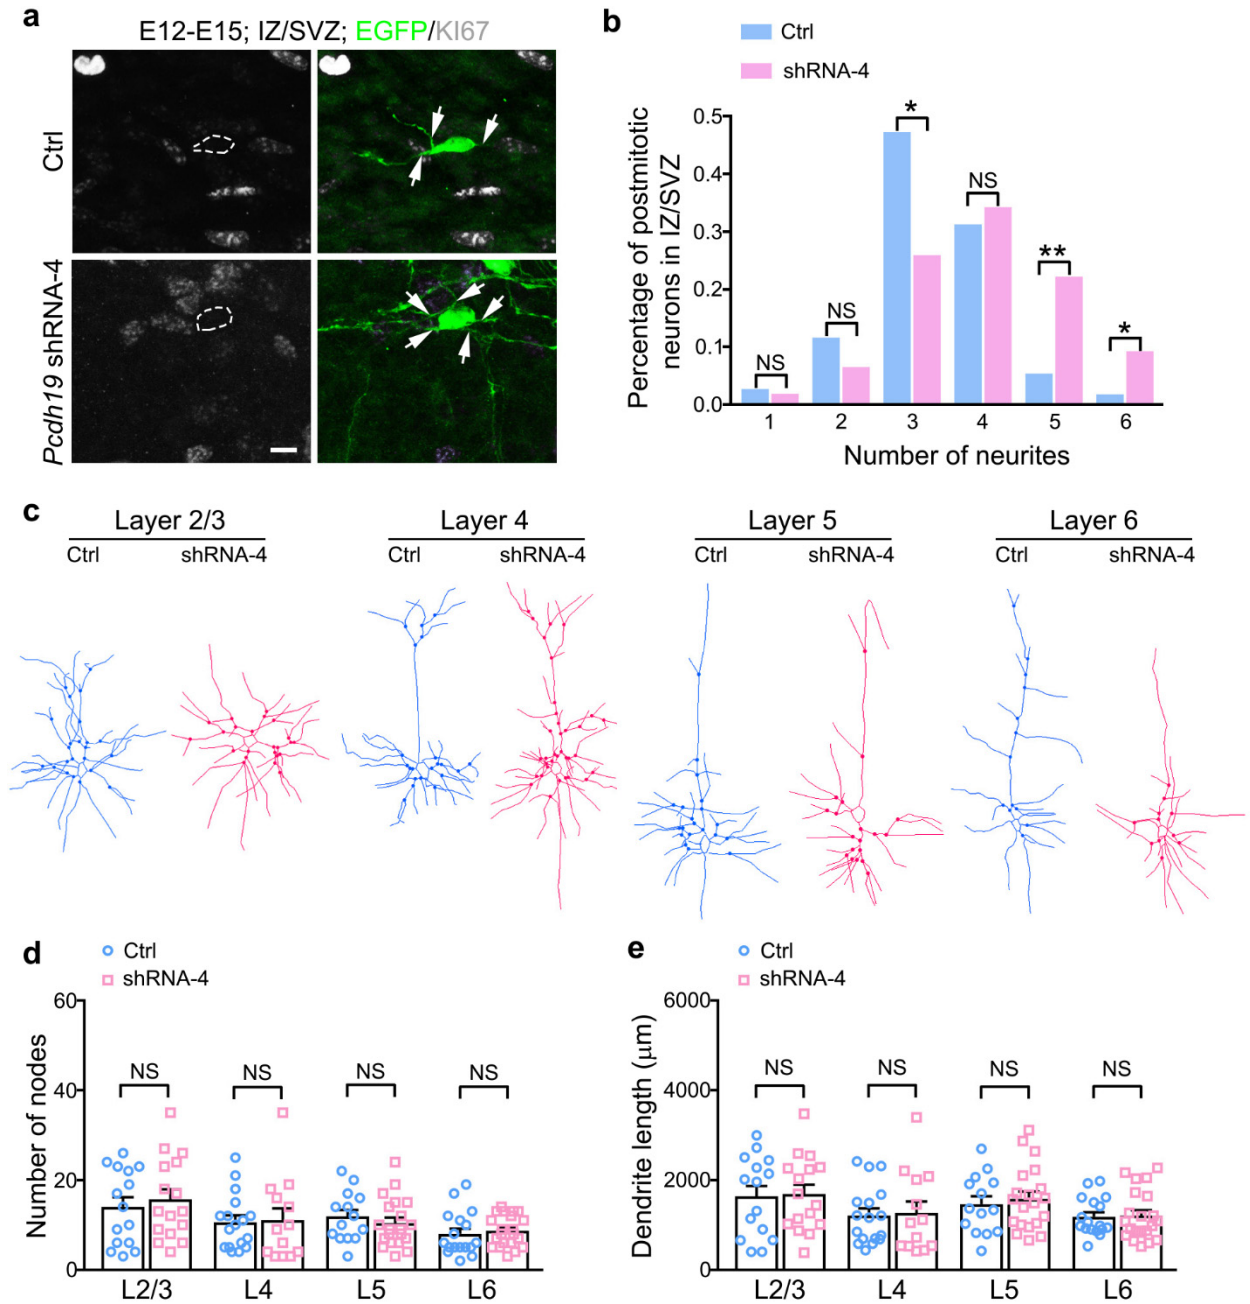 a
E12-E15; IZ/SVZ; EGFP/KI67
Ctrl
Pcdh19 shRNA-4
b
Ctrl
shRNA-4
Percentage of postmitotic
neurons in IZ/SVZ
0.5
0.4
0.3
0.2
0.1
0.0
NS
NS
*
NS
**
*
1 2 3 4 5 6
Number of neurites
c
Layer 2/3 Layer 4 Layer 5 Layer 6
Ctrl shRNA-4 Ctrl shRNA-4 Ctrl shRNA-4 Ctrl shRNA-4
d
Ctrl
shRNA-4
Number of nodes
60
40
20
0
NS NS NS NS
L2/3 L4 L5 L6
e
Ctrl
shRNA-4
Dendrite length (μm)
6000
4000
2000
0
NS NS NS NS
L2/3 L4 L5 L6